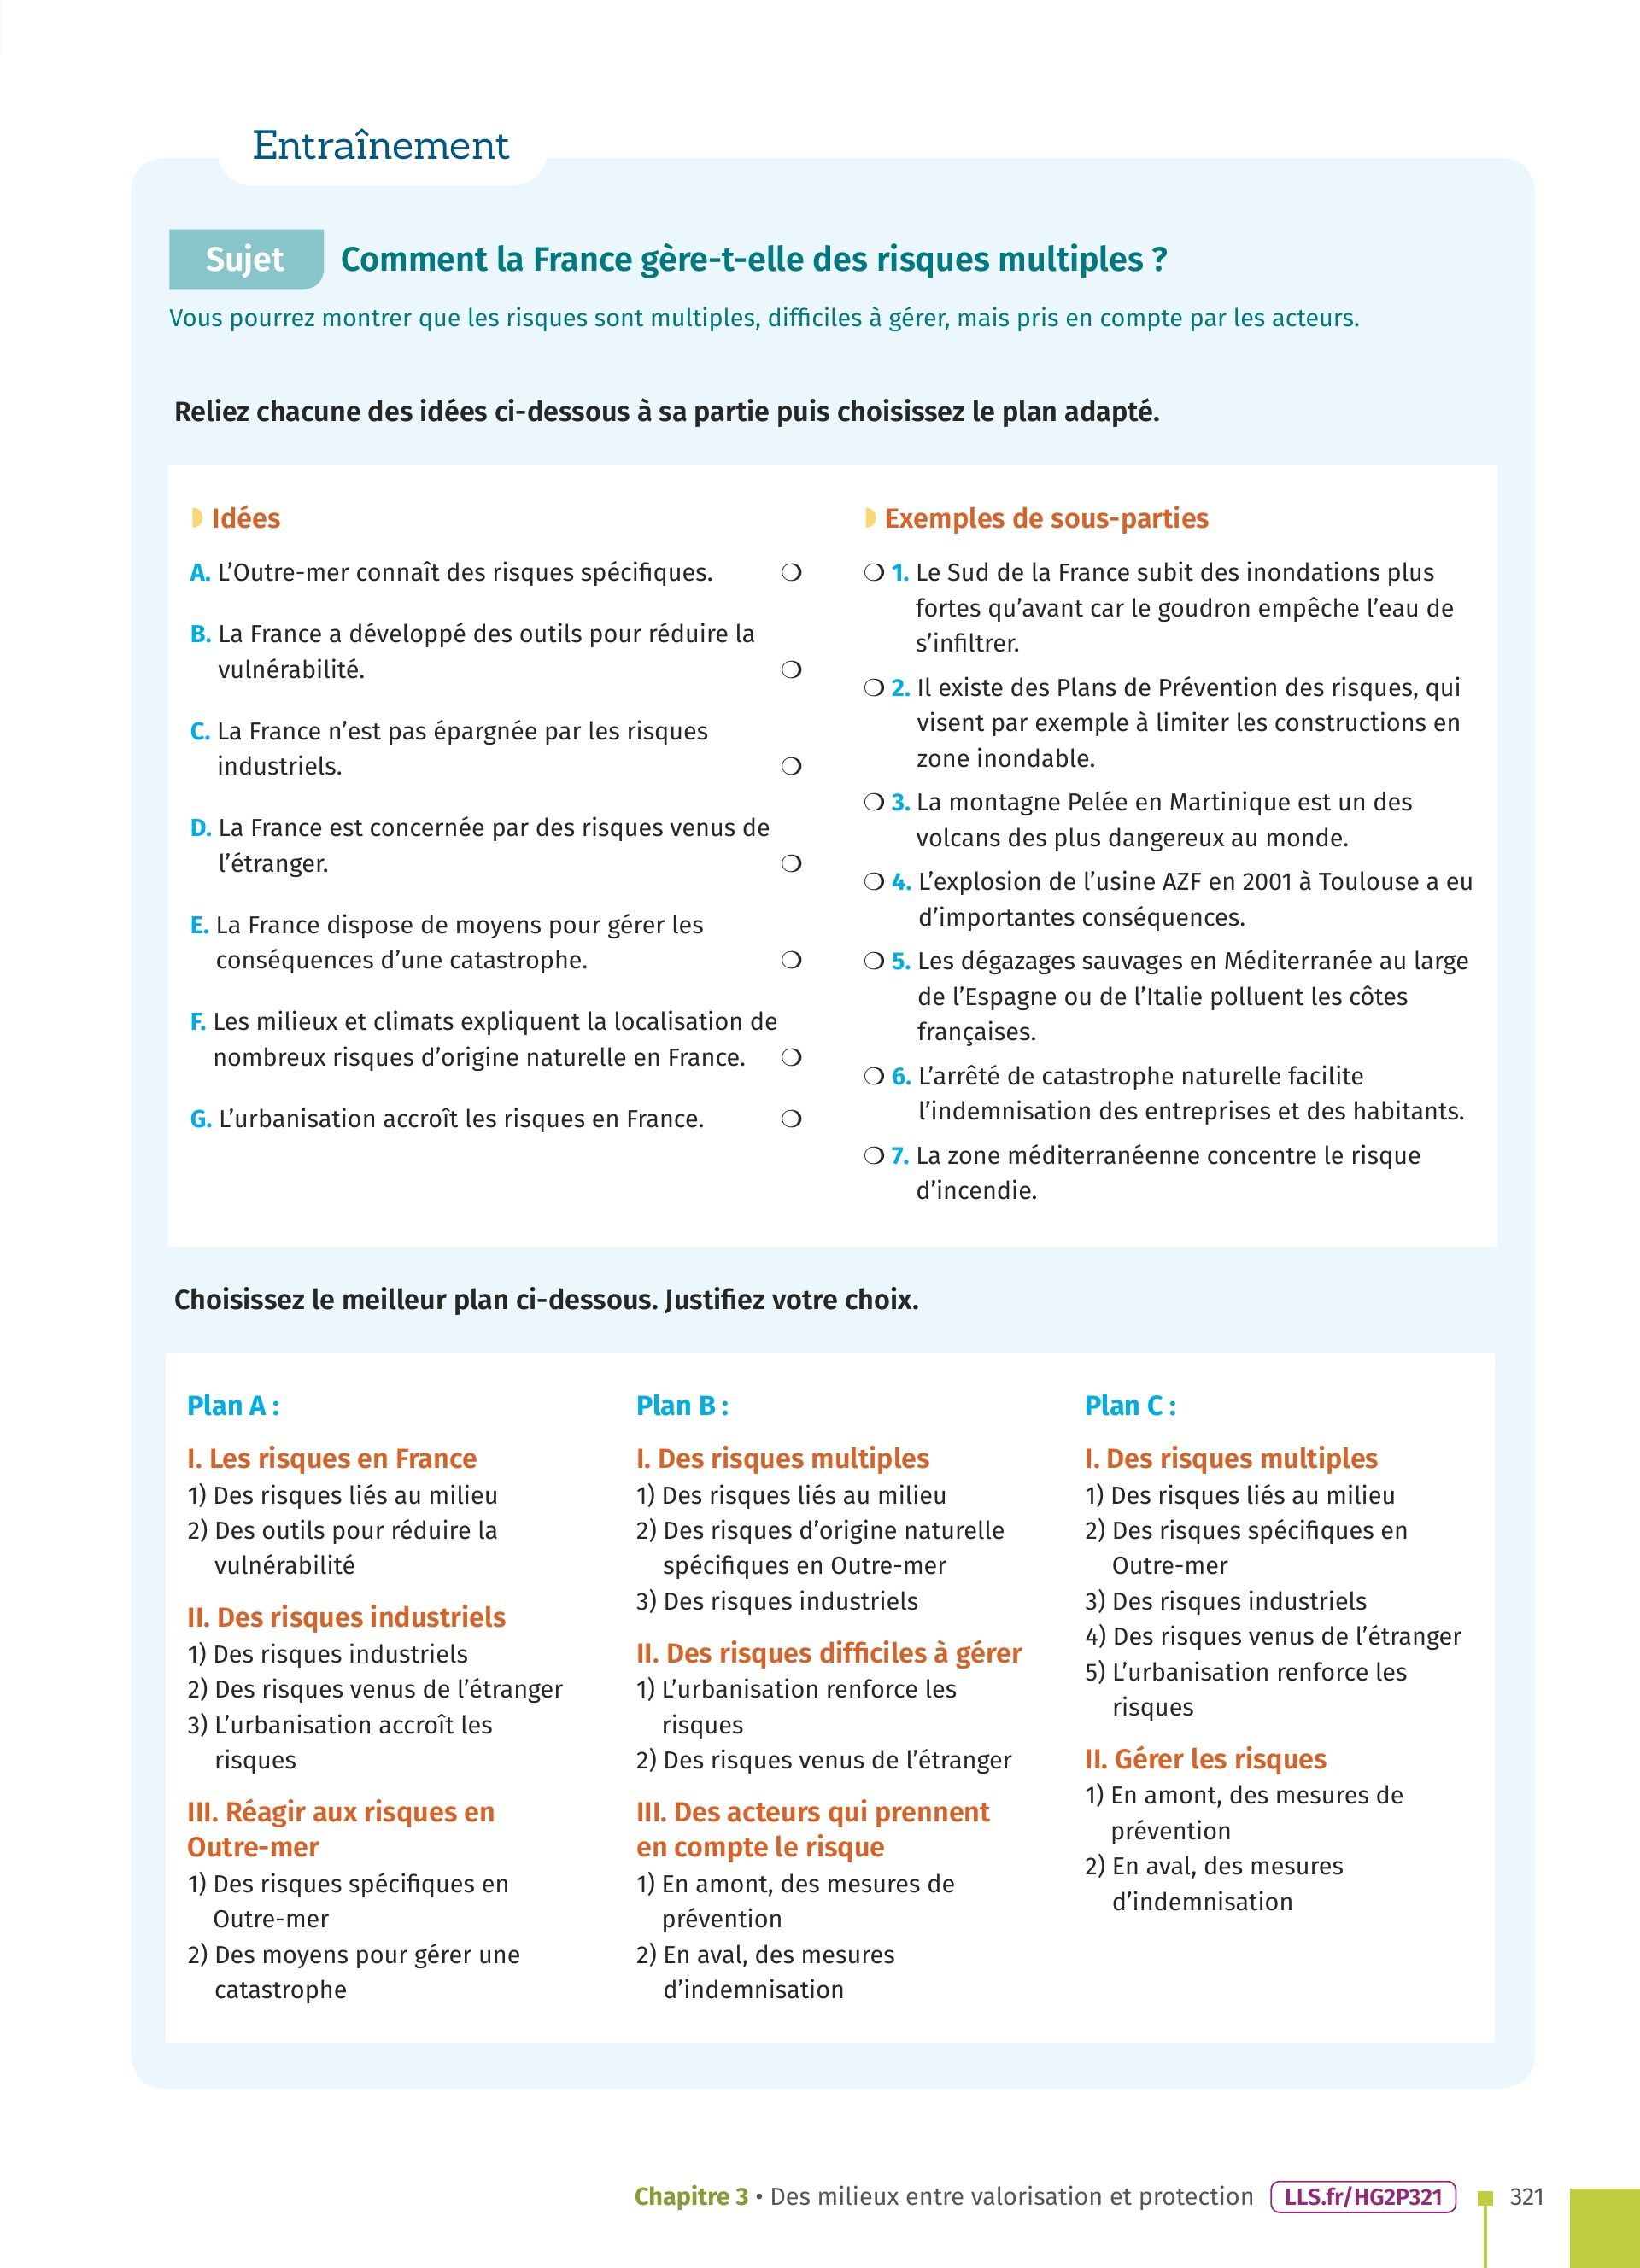 Entraînement
Sujet
Comment la France gère-t-elle des risques multiples ?
Vous pourrez montrer que les risques sont multiples, difficiles à gérer, mais pris en compte par les acteurs.
Reliez chacune des idées ci-dessous à sa partie puis choisissez le plan adapté.
Idées
A. L'Outre-mer connaît des risques spécifiques.
B. La France a développé des outils pour réduire la
vulnérabilité.
C. La France n'est pas épargnée par les risques
industriels.
D. La France est concernée par des risques venus de
l'étranger.
E. La France dispose de moyens pour gérer les
conséquences d'une catastrophe.
F. Les milieux et climats expliquent la localisation de
nombreux risques d'origine naturelle en France.
G. L'urbanisation accroît les risques en France.
Exemples de sous-parties
1. Le Sud de la France subit des inondations plus
fortes qu'avant car le goudron empêche l'eau de
s'infiltrer.
2. Il existe des Plans de Prévention des risques, qui
visent par exemple à limiter les constructions en
zone inondable.
3. La montagne Pelée en Martinique est un des
volcans des plus dangereux au monde.
4. L'explosion de l'usine AZF en 2001 à Toulouse a eu
d'importantes conséquences.
5. Les dégazages sauvages en Méditerranée au large
de l'Espagne ou de l'Italie polluent les côtes
françaises.
6. L'arrêté de catastrophe naturelle facilite
l'indemnisation des entreprises et des habitants.
7. La zone méditerranéenne concentre le risque
d'incendie.
Choisissez le meilleur plan ci-dessous. Justifiez votre choix.
Plan A :
I. Les risques en France
1) Des risques liés au milieu
2) Des outils pour réduire la
vulnérabilité
II. Des risques industriels
1) Des risques industriels
2) Des risques venus de l'étranger
3) L'urbanisation accroît les
risques
III. Réagir aux risques en
Outre-mer
1) Des risques spécifiques en
Outre-mer
2) Des moyens pour gérer une
catastrophe
Plan B :
I. Des risques multiples
1) Des risques liés au milieu
2) Des risques d'origine naturelle
spécifiques en Outre-mer
3) Des risques industriels
II. Des risques difficiles à gérer
1) L'urbanisation renforce les
risques
2) Des risques venus de l'étranger
III. Des acteurs qui prennent
en compte le risque
1) En amont, des mesures de
prévention
2) En aval, des mesures
d'indemnisation
Plan C :
I. Des risques multiples
1) Des risques liés au milieu
2) Des risques spécifiques en
Outre-mer
3) Des risques industriels
4) Des risques venus de l'étranger
5) L'urbanisation renforce les
risques
II. Gérer les risques
1) En amont, des mesures de
prévention
2) En aval, des mesures
d'indemnisation
Chapitre 3 • Des milieux entre valorisation et protection LLS.fr/HG2P321 321